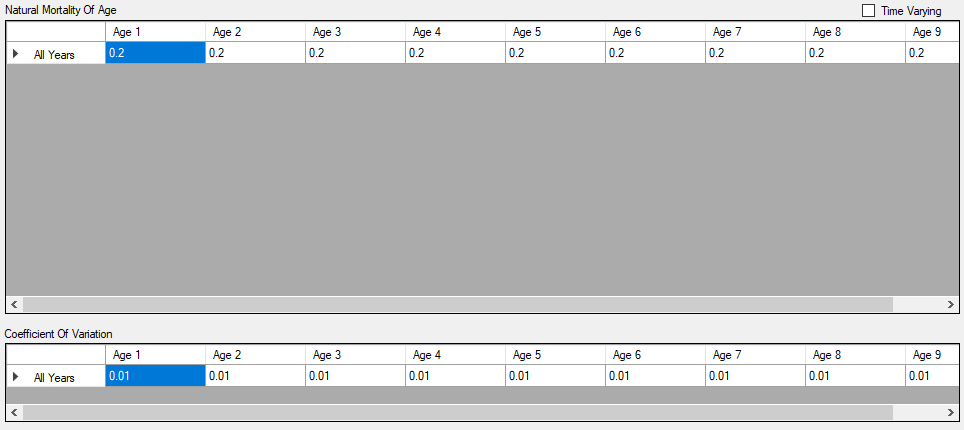 Natural Mortality Of Age Time Varying
Age 1 Age 2 Age 3 Age 4 Age 5 Age 6 Age 7 Age 8 Age 9
All Years 0.2 0.2 0.2 0.2 0.2 0.2 0.2 0.2 0.2
Coefficient Of Variation
Age 1 Age 2 Age 3 Age 4 Age 5 Age 6 Age 7 Age 8 Age 9
All Years 0.01 0.01 0.01 0.01 0.01 0.01 0.01 0.01 0.01